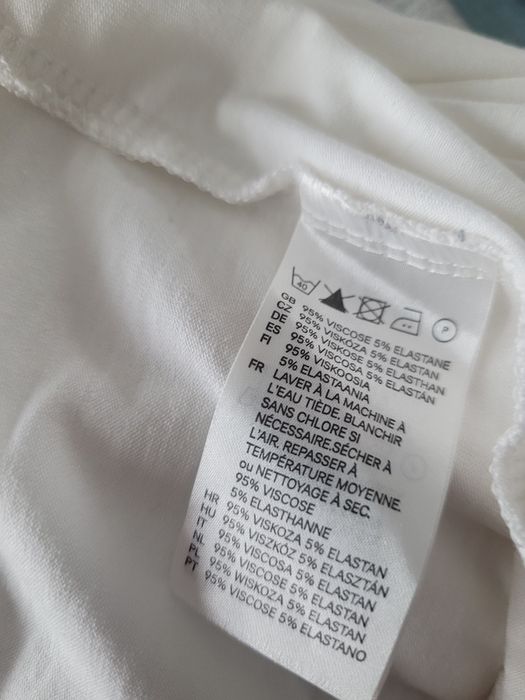 40 P
GB 95% VISCOSE 5% ELASTANE
CZ 95% VISKÓZA 5% ELASTAN
DE 95% VISKOSE 5% ELASTHAN
ES 95% VISCOSA 5% ELASTÁN
FI 95% VISKOOSIA
5% ELASTAANIA
FR LAVER À LA MACHINE À
L'EAU TIÈDE. BLANCHIR
SANS CHLORE SI
NÉCESSAIRE.SÉCHER À
L'AIR. REPASSER À
TEMPÉRATURE MOYENNE.
ou NETTOYAGE À SEC.
95% VISCOSE
5% ELASTHANNE
HR 95% VISKOZA 5% ELASTAN
HU 95% VISZKÓZ 5% ELASZTÁN
IT 95% VISCOSA 5% ELASTAN
NL 95% VISCOSE 5% ELASTAN
PL 95% WISKOZA 5% ELASTAN
PT 95% VISCOSE 5% ELASTANO